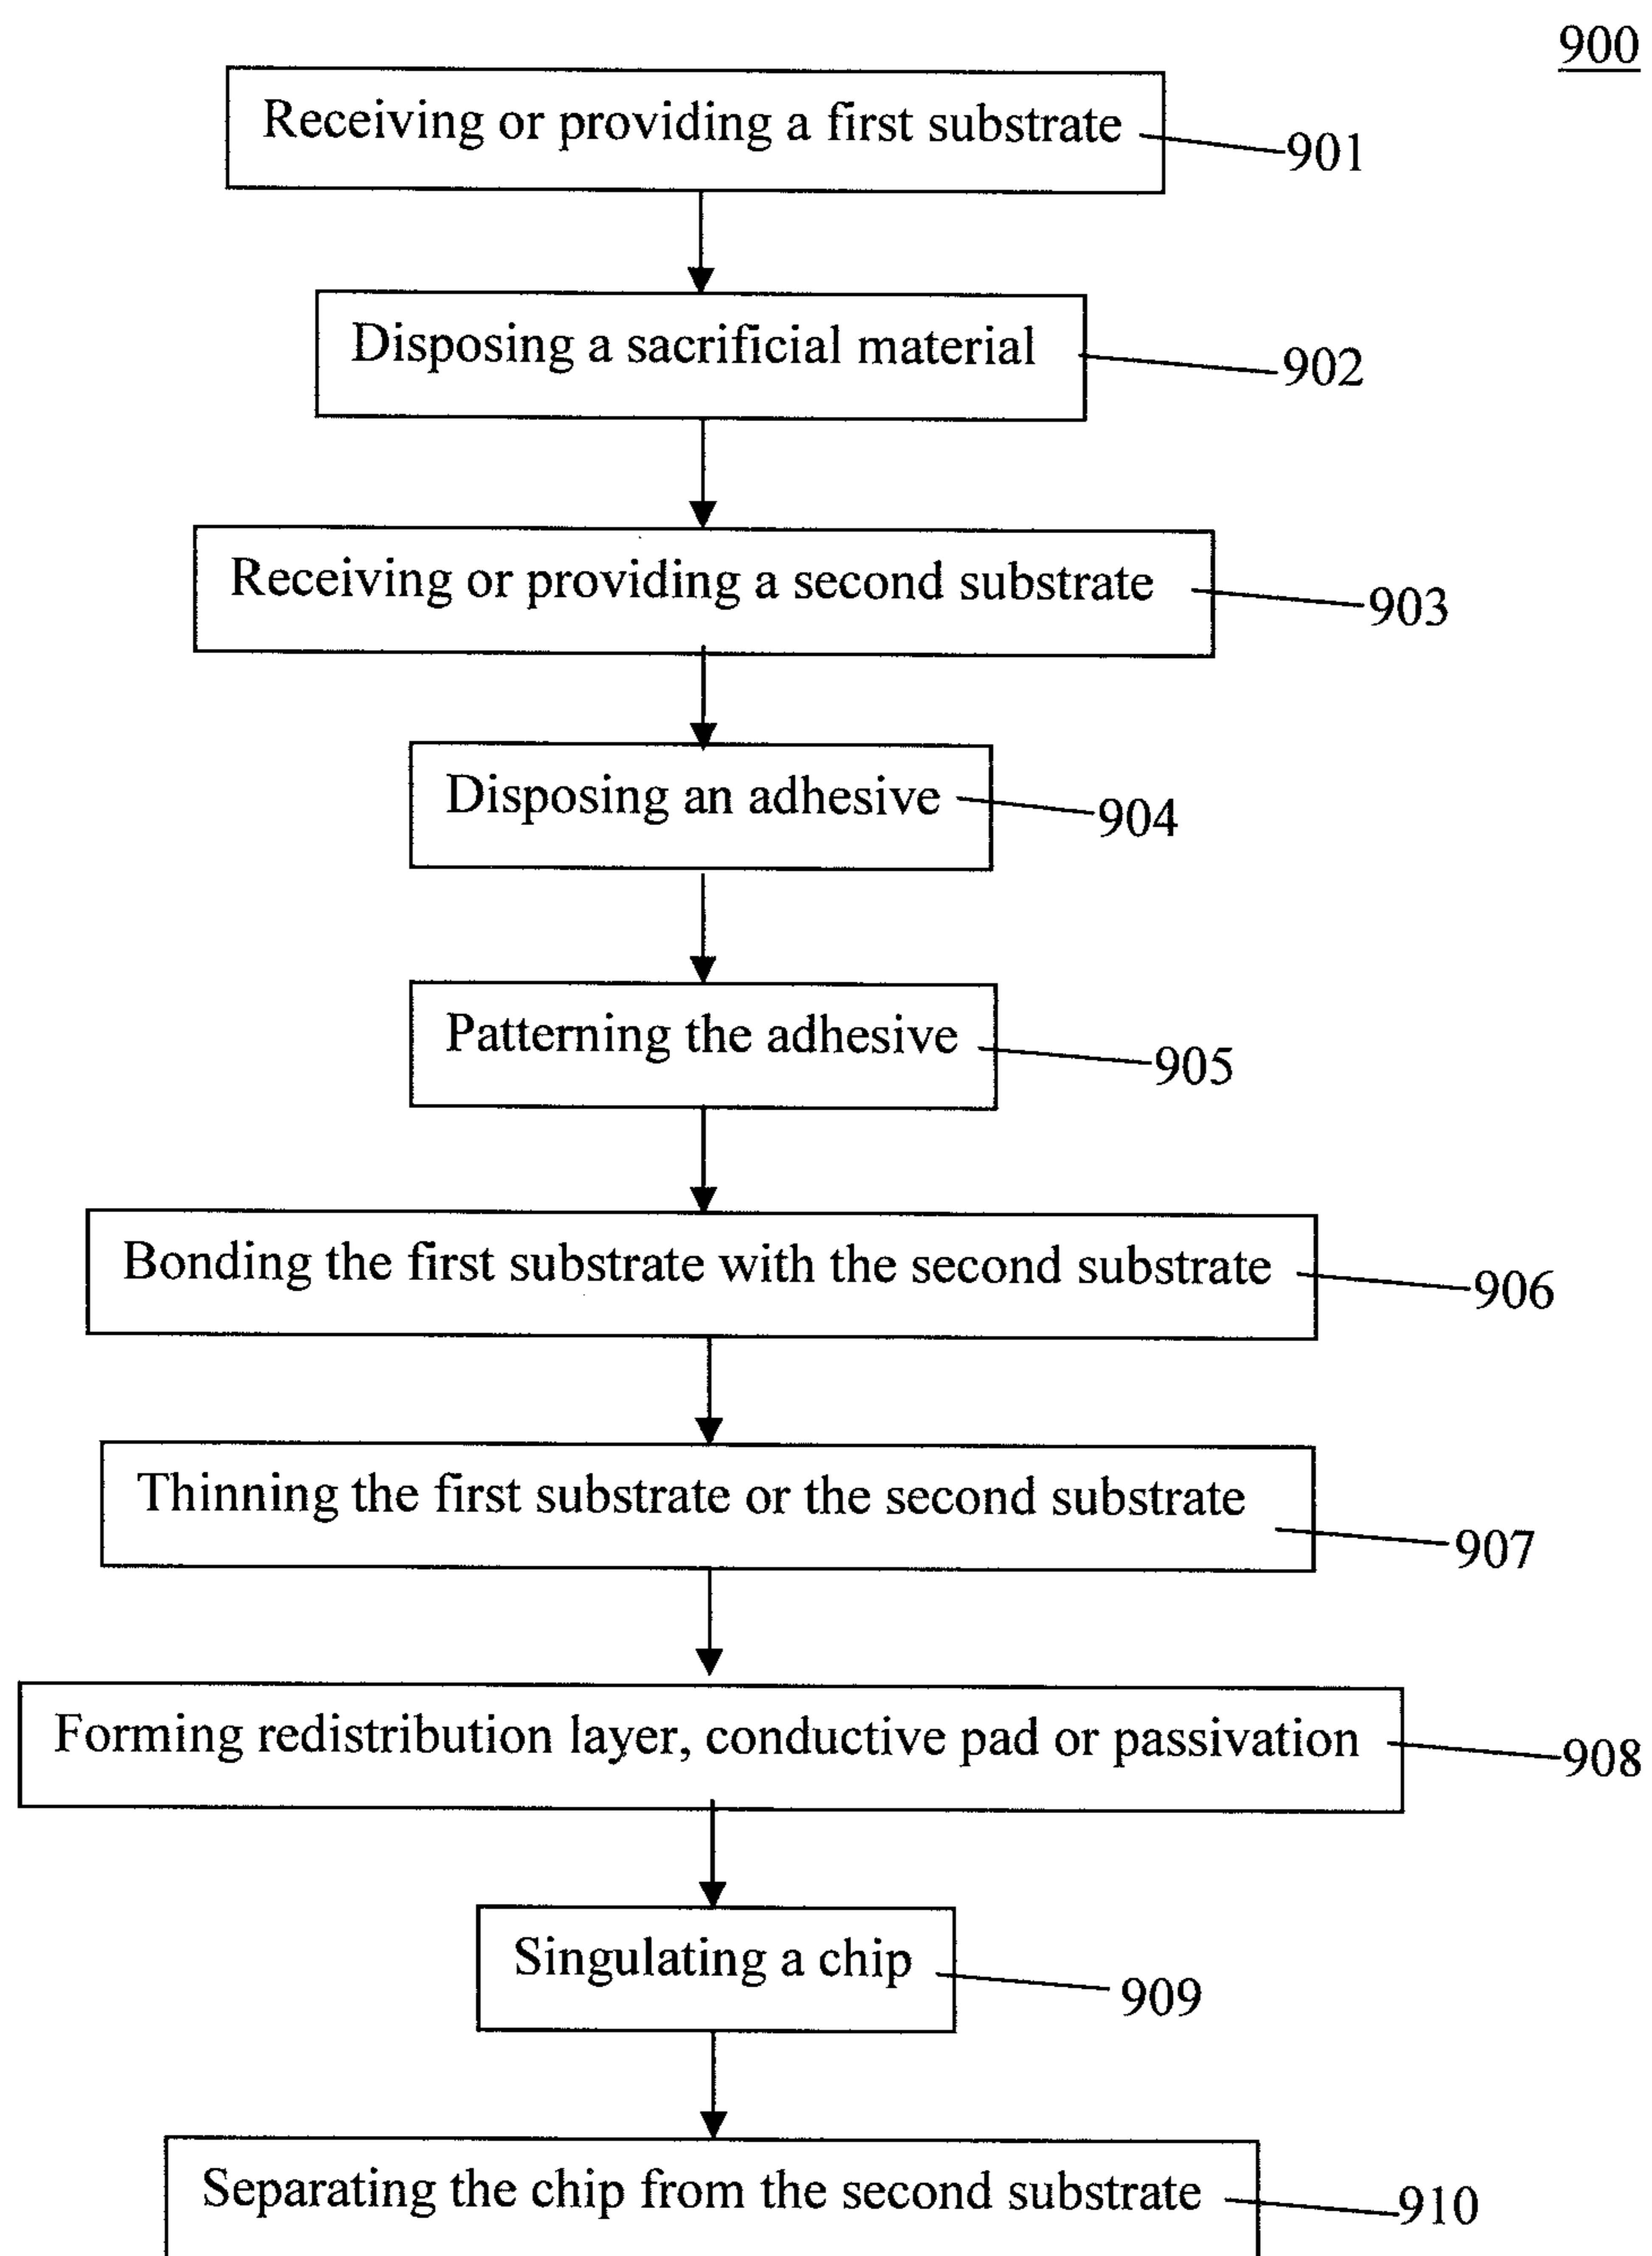 900
Receiving or providing a first substrate
901
Disposing a sacrificial material
902
Receiving or providing a second substrate
903
Disposing an adhesive
904
Patterning the adhesive
905
Bonding the first substrate with the second substrate
906
Thinning the first substrate or the second substrate
907
Forming redistribution layer, conductive pad or passivation
908
Singulating a chip
909
Separating the chip from the second substrate
910